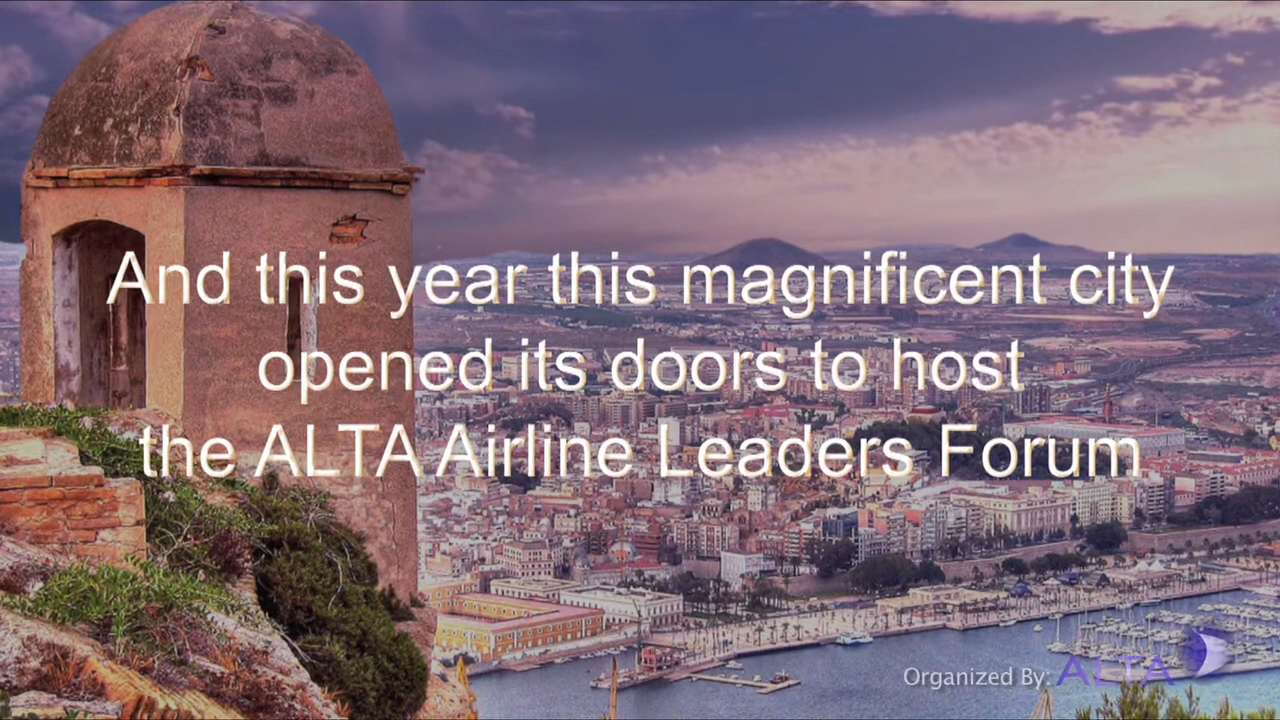 And this year this magnificent city
opened its doors to host
the ALTA Airline Leaders Forum
Organized By: ALTA